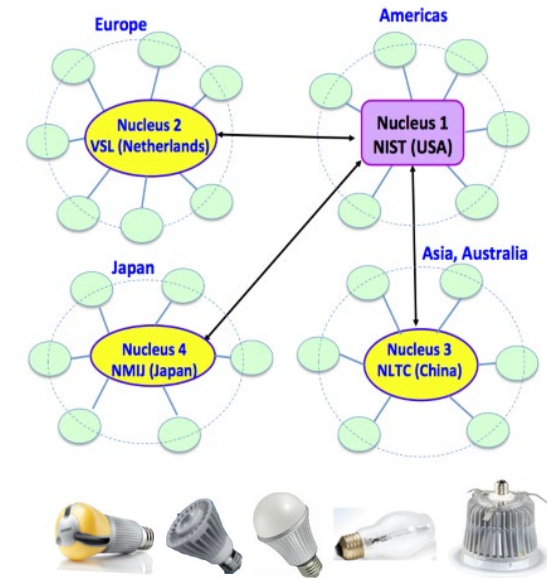 Europe
Americas
Nucleus 2
VSL (Netherlands)
Nucleus 1
NIST (USA)
Japan
Asia, Australia
Nucleus 4
NMIJ (Japan)
Nucleus 3
NLTC (China)